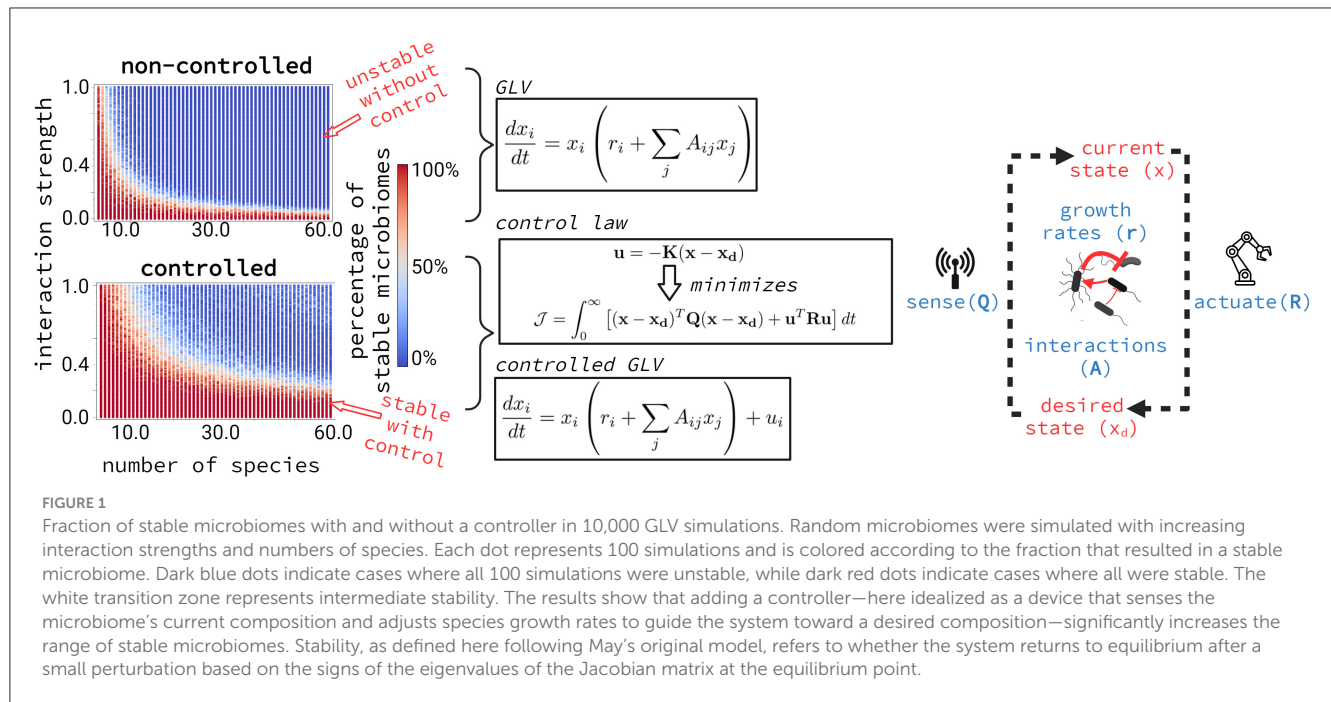 non-controlled
unstable
without
control
interaction strength
1.0
0.4
0.0
10.0 30.0 60.0
controlled
1.0
0.4
0.0
10.0 30.0 60.0
number of species
stable
with
control
percentage of
stable microbiomes
100%
50%
0%
GLV
dx_i/dt = x_i ( r_i + ∑_j A_{ij} x_j )
control law
u = −K(x − x_d)
minimizes
𝒥 = ∫_0^∞ [(x − x_d)^T Q(x − x_d) + u^T Ru] dt
controlled GLV
dx_i/dt = x_i ( r_i + ∑_j A_{ij} x_j ) + u_i
current
state (x)
growth
rates (r)
sense(Q)
actuate(R)
interactions
(A)
desired
state (x_d)
FIGURE 1
Fraction of stable microbiomes with and without a controller in 10,000 GLV simulations. Random microbiomes were simulated with increasing
interaction strengths and numbers of species. Each dot represents 100 simulations and is colored according to the fraction that resulted in a stable
microbiome. Dark blue dots indicate cases where all 100 simulations were unstable, while dark red dots indicate cases where all were stable. The
white transition zone represents intermediate stability. The results show that adding a controller—here idealized as a device that senses the
microbiome's current composition and adjusts species growth rates to guide the system toward a desired composition—significantly increases the
range of stable microbiomes. Stability, as defined here following May's original model, refers to whether the system returns to equilibrium after a
small perturbation based on the signs of the eigenvalues of the Jacobian matrix at the equilibrium point.